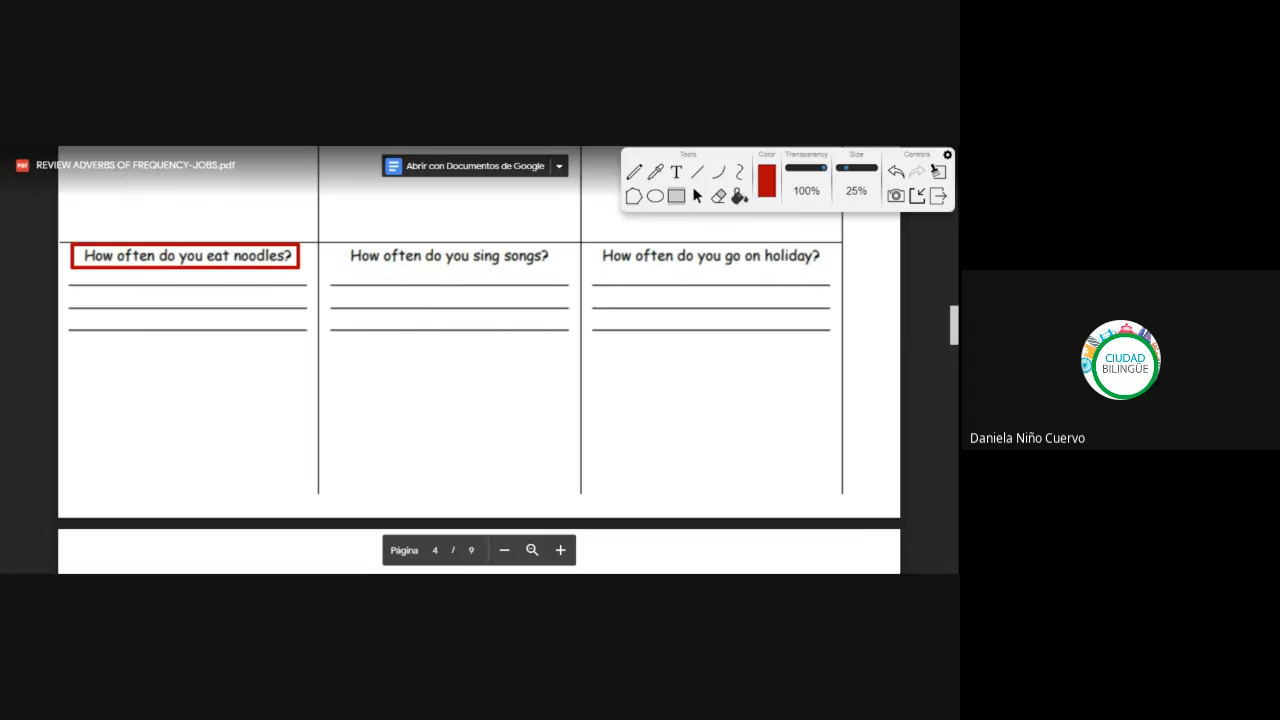 REVIEW ADVERBS OF FREQUENCY-JOBS.pdf
Abrir con Documentos de Google
Tools
Color
Transparency
Size
Controls
100%
25%
How often do you eat noodles?
How often do you sing songs?
How often do you go on holiday?
CIUDAD
BILINGÜE
Daniela Niño Cuervo
Página 4 / 9